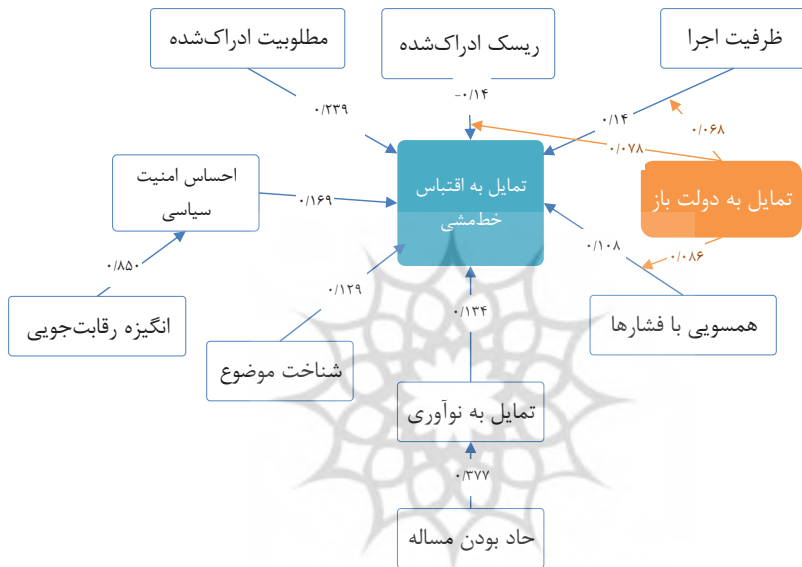 مطلوبیت ادراک‌شده
ریسک ادراک‌شده
ظرفیت اجرا
۰/۲۳۹
-۰/۱۴
۰/۱۴
۰/۰۶۸
۰/۰۷۸
احساس امنیت
سیاسی
۰/۱۶۹
تمایل به اقتباس
خط‌مشی
تمایل به دولت باز
۰/۸۵۰
۰/۱۲۹
۰/۱۰۸
۰/۰۸۶
انگیزه رقابت‌جویی
شناخت موضوع
۰/۱۳۴
همسویی با فشارها
تمایل به نوآوری
۰/۳۷۷
حاد بودن مساله